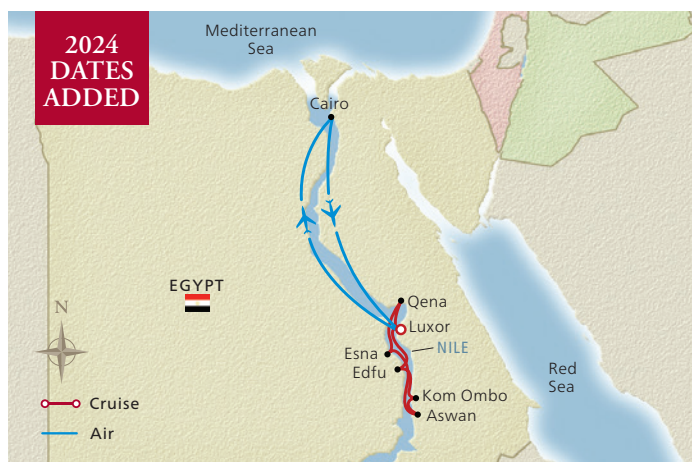 2024
DATES
ADDED
Mediterranean
Sea
Cairo
EGYPT
Qena
Luxor
NILE
Esna
Edfu
Kom Ombo
Aswan
Red
Sea
N
Cruise
Air